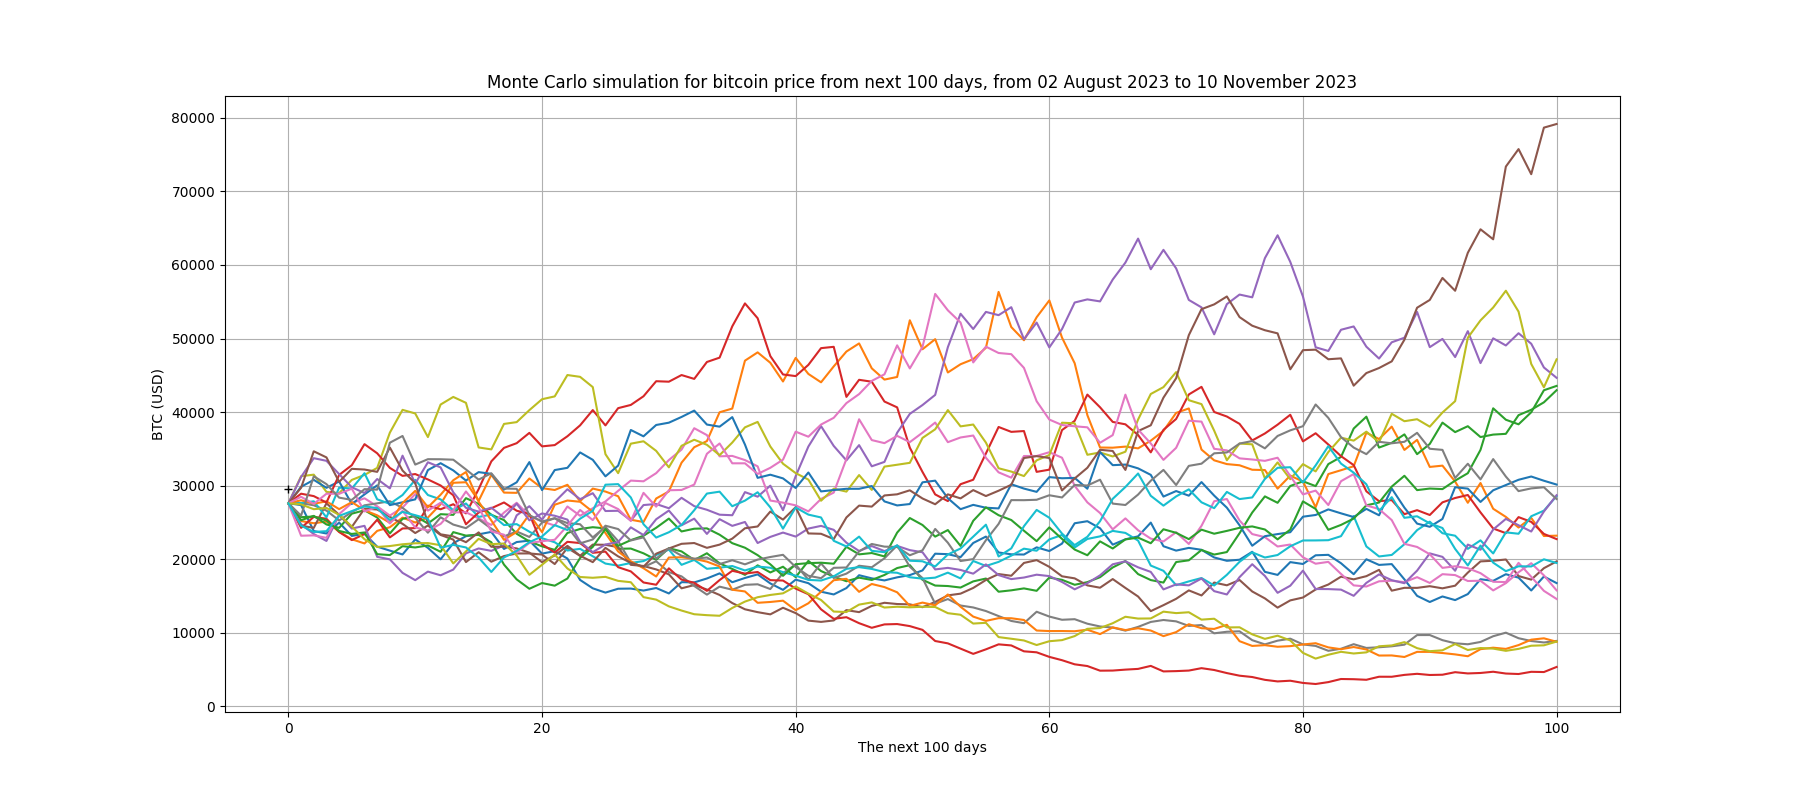 Monte Carlo simulation for bitcoin price from next 100 days, from 02 August 2023 to 10 November 2023
80000
70000
60000
50000
40000
30000
20000
10000
0
BTC (USD)
0 20 40 60 80 100
The next 100 days